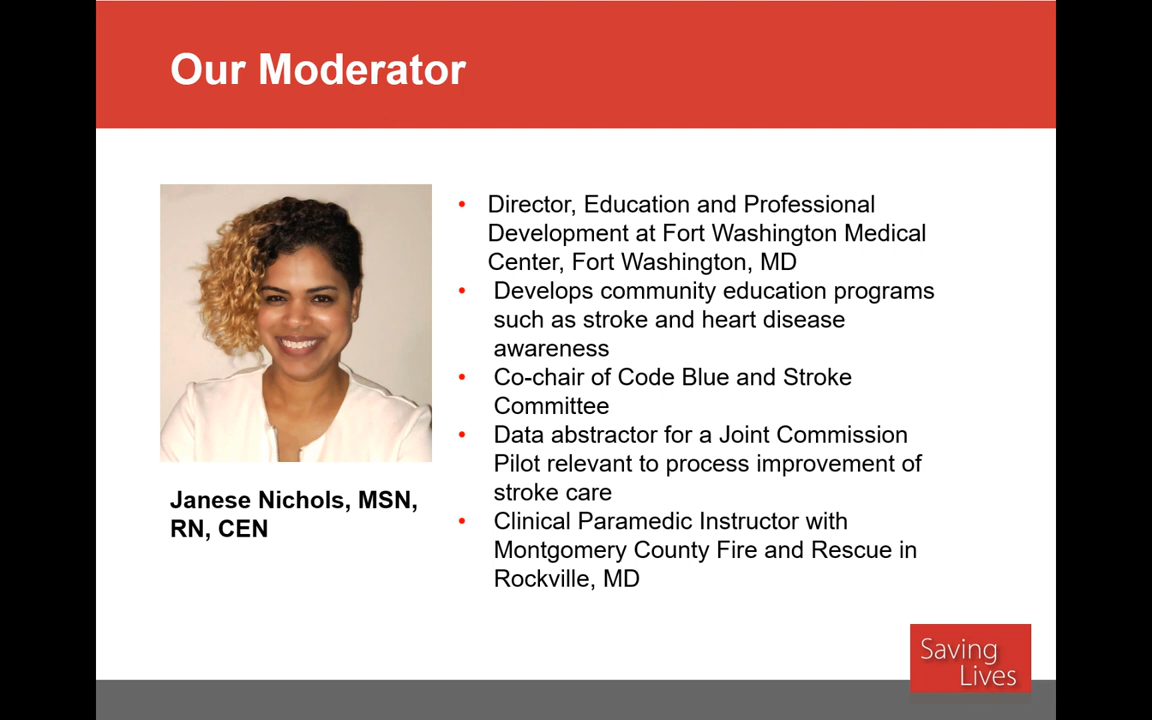 Our Moderator
Janese Nichols, MSN,
RN, CEN
• Director, Education and Professional
Development at Fort Washington Medical
Center, Fort Washington, MD
• Develops community education programs
such as stroke and heart disease
awareness
• Co-chair of Code Blue and Stroke
Committee
• Data abstractor for a Joint Commission
Pilot relevant to process improvement of
stroke care
• Clinical Paramedic Instructor with
Montgomery County Fire and Rescue in
Rockville, MD
Saving
Lives